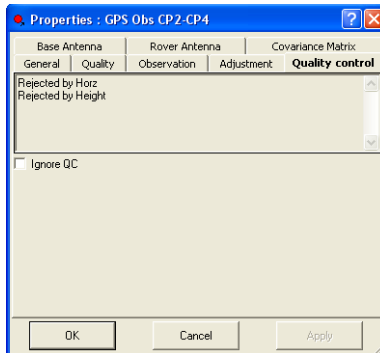 Properties : GPS Obs CP2-CP4
Base Antenna Rover Antenna Covariance Matrix
General Quality Observation Adjustment Quality control
Rejected by Horz
Rejected by Height
Ignore QC
OK Cancel Apply